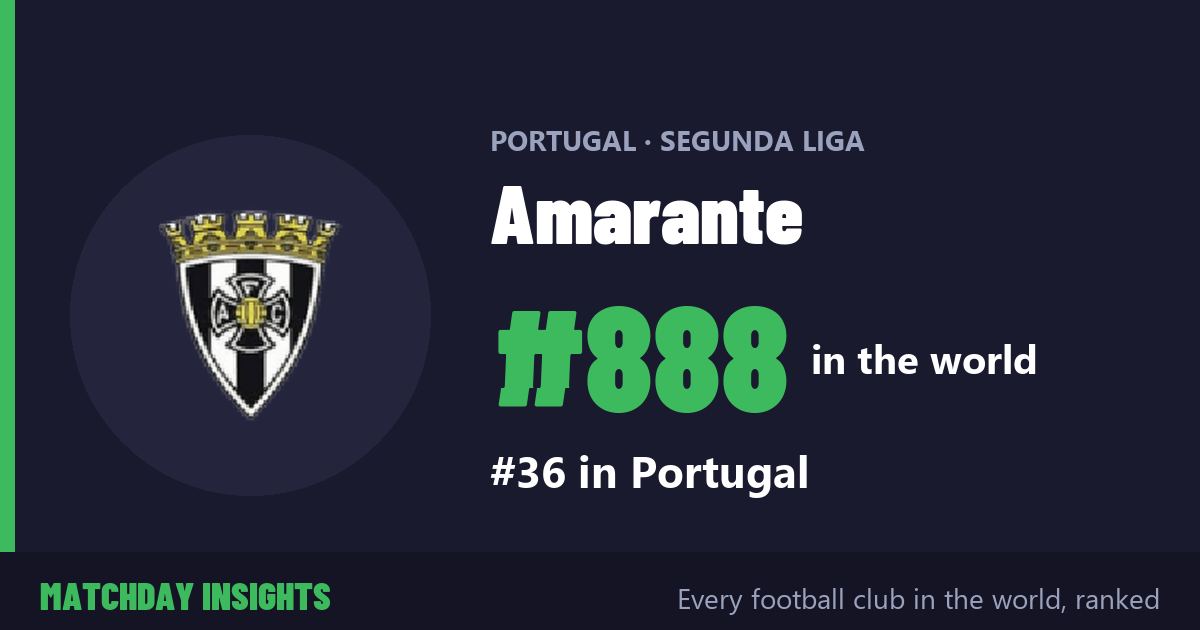 PORTUGAL · SEGUNDA LIGA
Amarante
#888 in the world
#36 in Portugal
A F C
MATCHDAY INSIGHTS
Every football club in the world, ranked